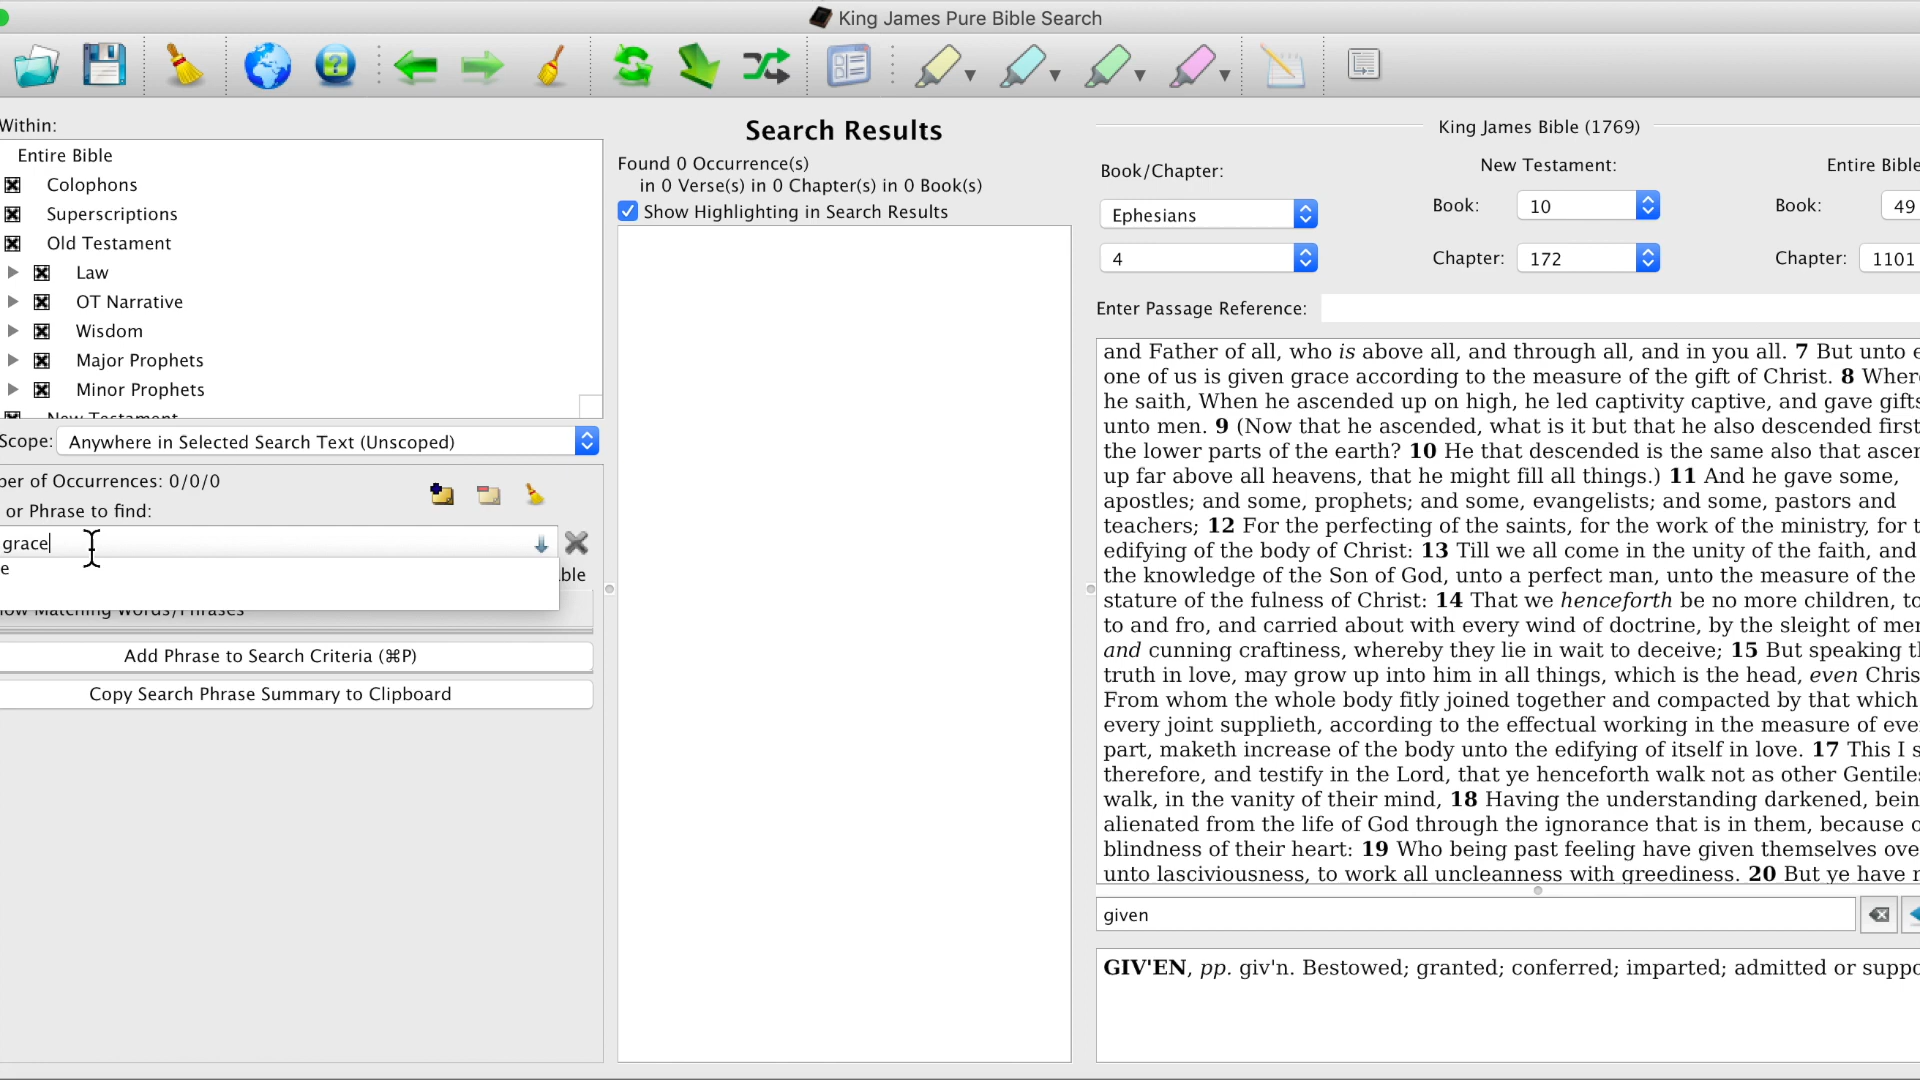 King James Pure Bible Search
Within:
Entire Bible
Colophons
Superscriptions
Old Testament
Law
OT Narrative
Wisdom
Major Prophets
Minor Prophets
New Testament
Scope: Anywhere in Selected Search Text (Unscoped)
ber of Occurrences: 0/0/0
or Phrase to find:
grace
e
ble
ow Matching Words/Phrases
Add Phrase to Search Criteria (⌘P)
Copy Search Phrase Summary to Clipboard
Search Results
Found 0 Occurrence(s)
in 0 Verse(s) in 0 Chapter(s) in 0 Book(s)
Show Highlighting in Search Results
King James Bible (1769)
Book/Chapter:
New Testament:
Entire Bible
Ephesians
Book: 10
Book: 49
4
Chapter: 172
Chapter: 1101
Enter Passage Reference:
and Father of all, who is above all, and through all, and in you all. 7 But unto e
one of us is given grace according to the measure of the gift of Christ. 8 Wher
he saith, When he ascended up on high, he led captivity captive, and gave gifts
unto men. 9 (Now that he ascended, what is it but that he also descended first
the lower parts of the earth? 10 He that descended is the same also that ascen
up far above all heavens, that he might fill all things.) 11 And he gave some,
apostles; and some, prophets; and some, evangelists; and some, pastors and
teachers; 12 For the perfecting of the saints, for the work of the ministry, for t
edifying of the body of Christ: 13 Till we all come in the unity of the faith, and
the knowledge of the Son of God, unto a perfect man, unto the measure of the
stature of the fulness of Christ: 14 That we henceforth be no more children, to
to and fro, and carried about with every wind of doctrine, by the sleight of mer
and cunning craftiness, whereby they lie in wait to deceive; 15 But speaking tl
truth in love, may grow up into him in all things, which is the head, even Chris
From whom the whole body fitly joined together and compacted by that which
every joint supplieth, according to the effectual working in the measure of eve
part, maketh increase of the body unto the edifying of itself in love. 17 This I s
therefore, and testify in the Lord, that ye henceforth walk not as other Gentiles
walk, in the vanity of their mind, 18 Having the understanding darkened, bein
alienated from the life of God through the ignorance that is in them, because o
blindness of their heart: 19 Who being past feeling have given themselves ove
unto lasciviousness, to work all uncleanness with greediness. 20 But ye have n
given
GIV'EN, pp. giv'n. Bestowed; granted; conferred; imparted; admitted or suppo